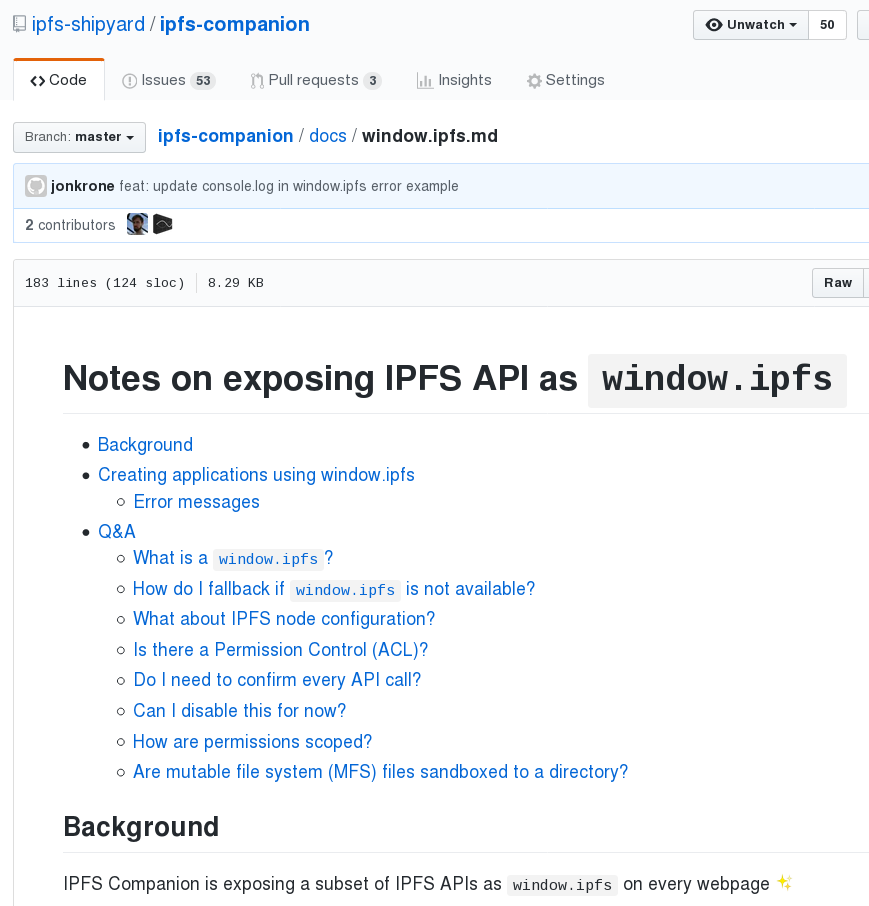 ipfs-shipyard / ipfs-companion Unwatch 50
Code Issues 53 Pull requests 3 Insights Settings
Branch: master ipfs-companion / docs / window.ipfs.md
jonkrone feat: update console.log in window.ipfs error example
2 contributors
183 lines (124 sloc) 8.29 KB Raw
Notes on exposing IPFS API as window.ipfs
Background
Creating applications using window.ipfs
Error messages
Q&A
What is a window.ipfs?
How do I fallback if window.ipfs is not available?
What about IPFS node configuration?
Is there a Permission Control (ACL)?
Do I need to confirm every API call?
Can I disable this for now?
How are permissions scoped?
Are mutable file system (MFS) files sandboxed to a directory?
Background
IPFS Companion is exposing a subset of IPFS APIs as window.ipfs on every webpage ✨